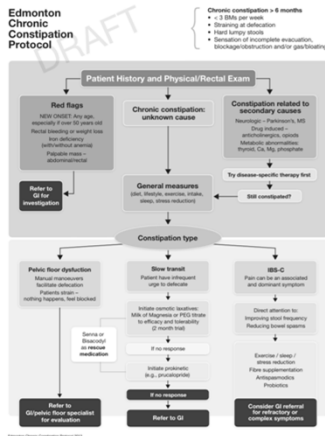 Edmonton
Chronic
Constipation
Protocol
DRAFT
Chronic constipation > 6 months
• < 3 BMs per week
• Straining at defecation
• Hard lumpy stools
• Sensation of incomplete evacuation,
blockage/obstruction and/or gas/bloating
Patient History and Physical/Rectal Exam
Red flags
NEW ONSET: Any age,
especially if over 50 years old
Rectal bleeding or weight loss
Iron deficiency
(with/without anemia)
Palpable mass –
abdominal/rectal
Refer to
GI for
investigation
Chronic constipation:
unknown cause
General measures
(diet, lifestyle, exercise, intake,
sleep, stress reduction)
Constipation related to
secondary causes
Neurologic – Parkinson's, MS
Drug induced –
anticholinergics, opioids
Metabolic abnormalities:
thyroid, Ca, Mg, phosphate
Try disease-specific therapy first
Still constipated?
Constipation type
Pelvic floor dysfunction
Manual manoeuvers
facilitate defecation
Patients strain –
nothing happens, feel blocked
Refer to
GI/pelvic floor specialist
for evaluation
Slow transit
Patient have infrequent
urge to defecate
Initiate osmotic laxatives:
Milk of Magnesia or PEG titrate
to efficacy and tolerability
(2 month trial)
Senna or
Bisacodyl
as rescue
medication
If no response
Initiate prokinetic
(e.g., prucalopride)
If no response
Refer to GI
IBS-C
Pain can be associated
and dominant symptom
Direct attention to:
Improving stool frequency
Reducing bowel spasms
Exercise / sleep /
stress reduction
Fibre supplementation
Antispasmodics
Probiotics
Consider GI referral
for refractory or
complex symptoms